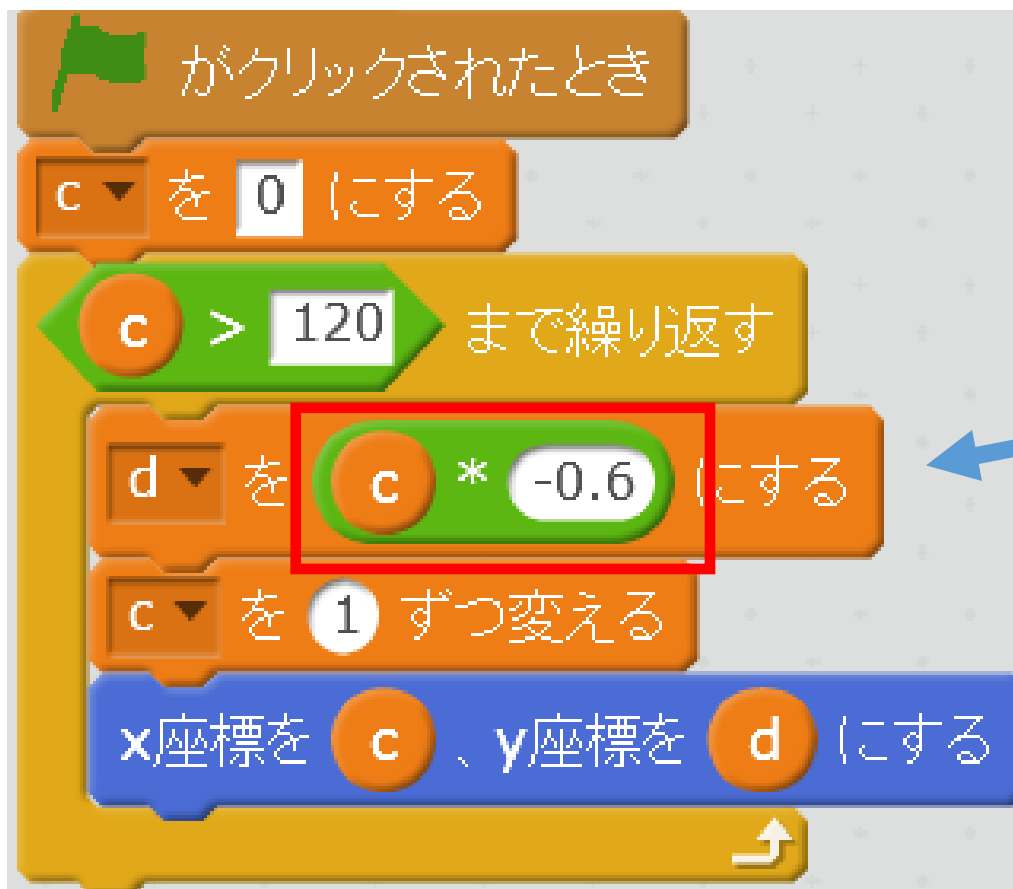 がクリックされたとき
c を 0 にする
c > 120 まで繰り返す
d を c * -0.6 にする
c を 1 ずつ変える
x座標を c 、y座標を d にする